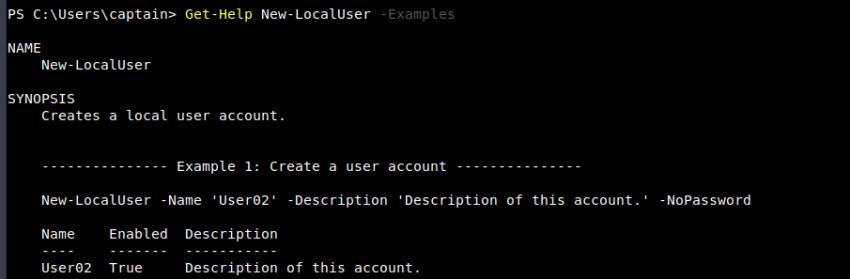 PS C:\Users\captain> Get-Help New-LocalUser -Examples
NAME
New-LocalUser
SYNOPSIS
Creates a local user account.
--------------- Example 1: Create a user account ---------------
New-LocalUser -Name 'User02' -Description 'Description of this account.' -NoPassword
Name    Enabled  Description
----    -------  -----------
User02  True     Description of this account.